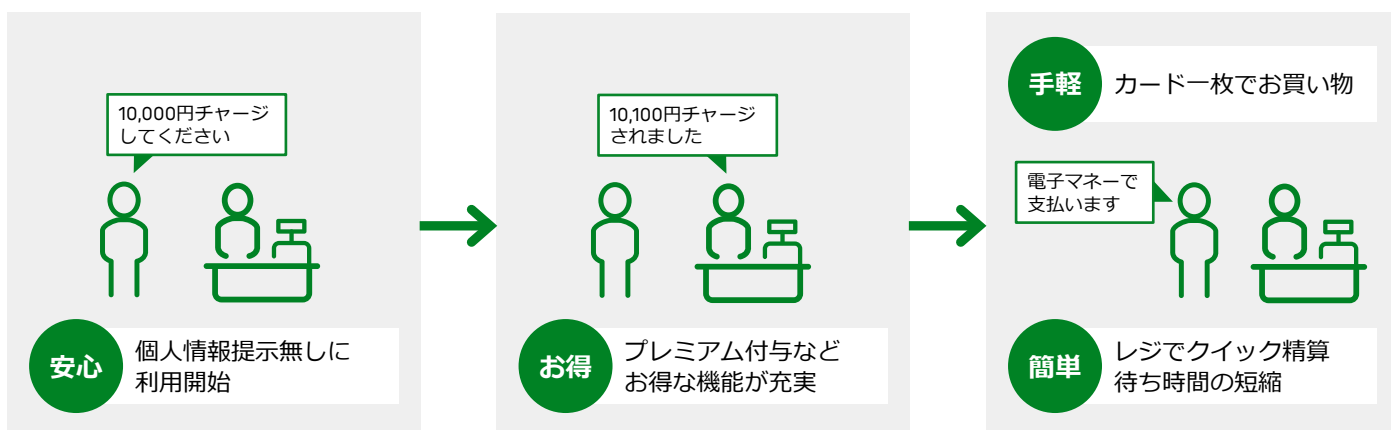 10,000円チャージ
してください
安心
個人情報提示無しに
利用開始
10,100円チャージ
されました
お得
プレミアム付与など
お得な機能が充実
手軽
カード一枚でお買い物
電子マネーで
支払います
簡単
レジでクイック精算
待ち時間の短縮